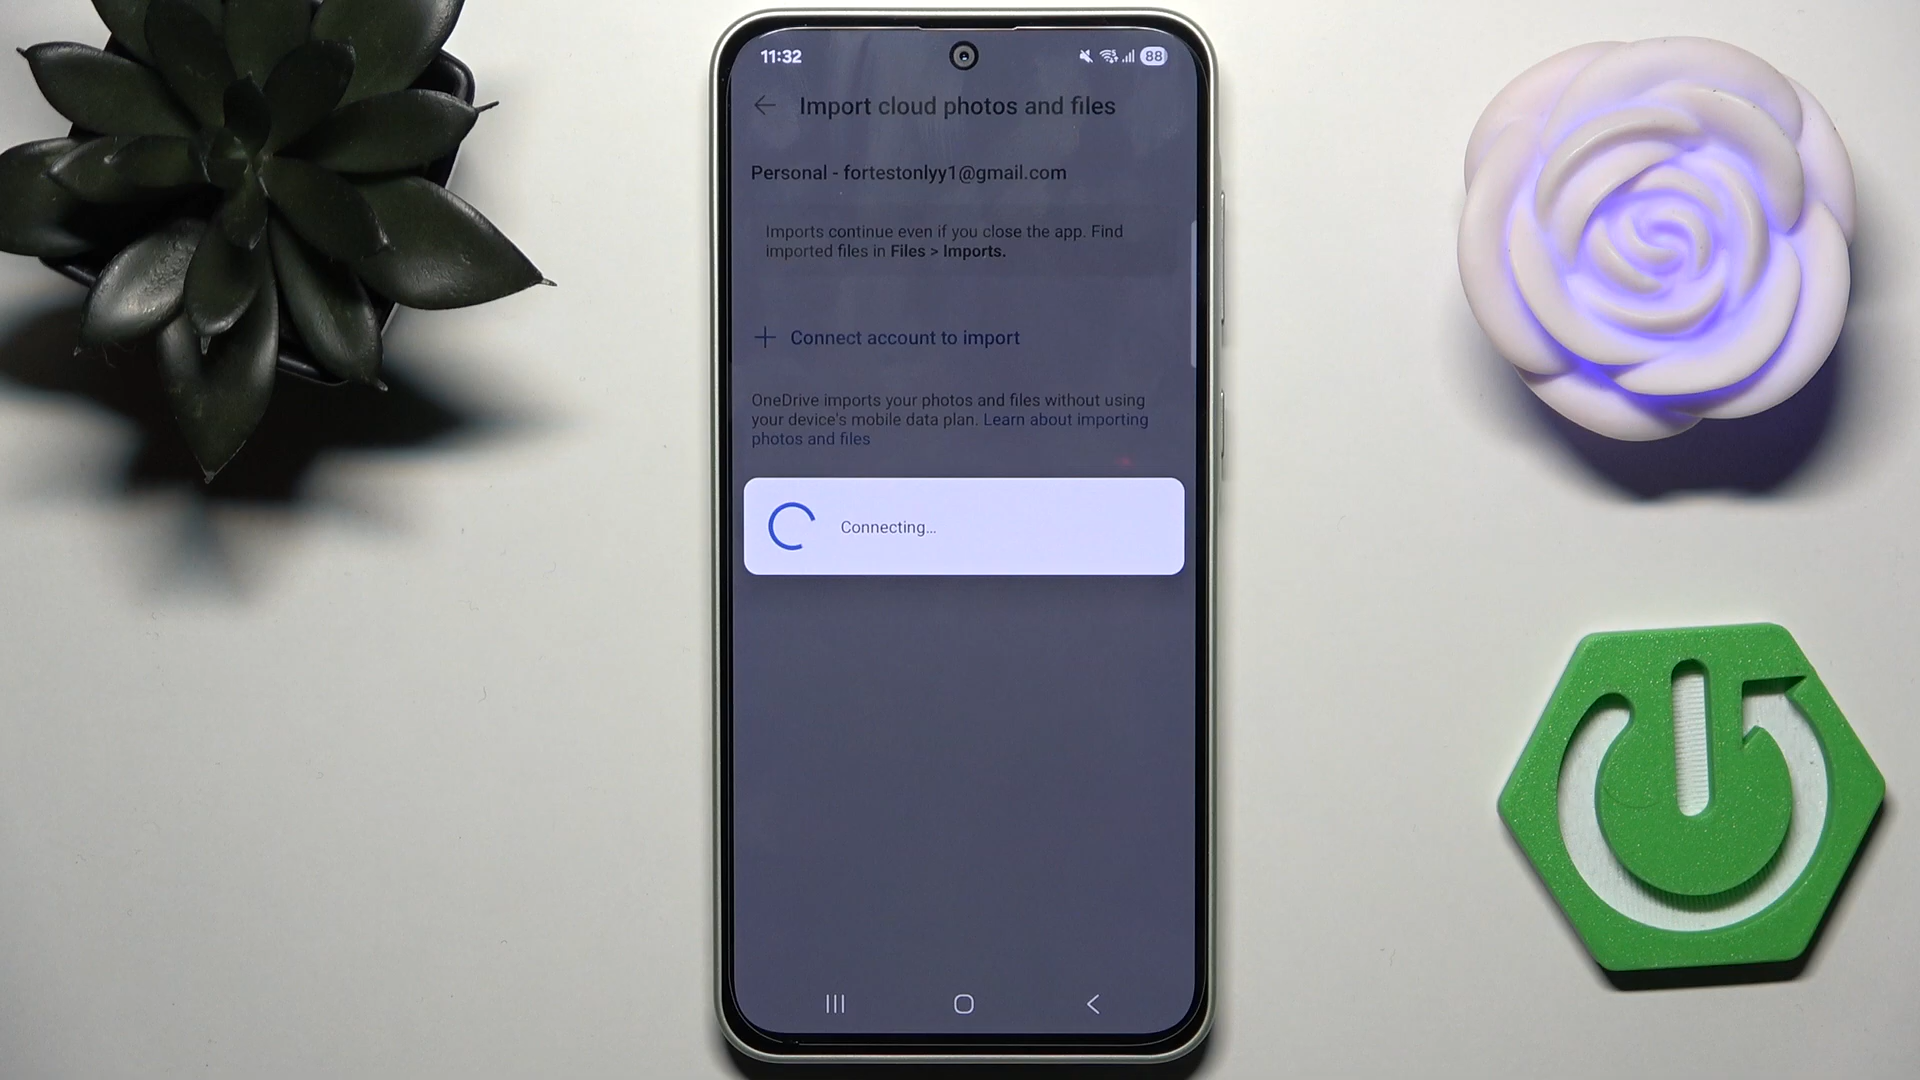 11:32
88
Import cloud photos and files
Personal - fortestonlyy1@gmail.com
Imports continue even if you close the app. Find
imported files in Files > Imports.
Connect account to import
OneDrive imports your photos and files without using
your device's mobile data plan. Learn about importing
photos and files
Connecting...